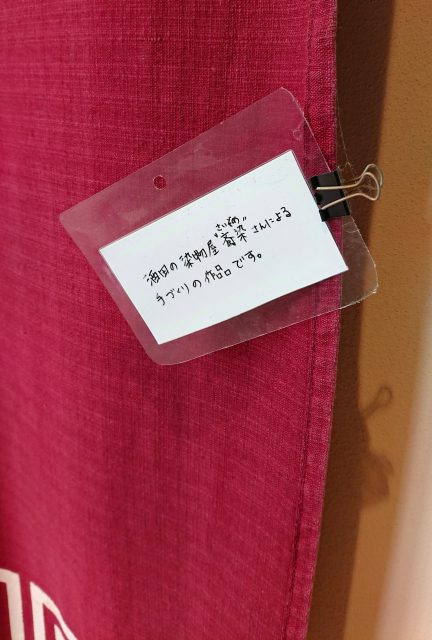 酒田の染物屋"斎染"さんによる
さいぞめ
手づくりの作品です。